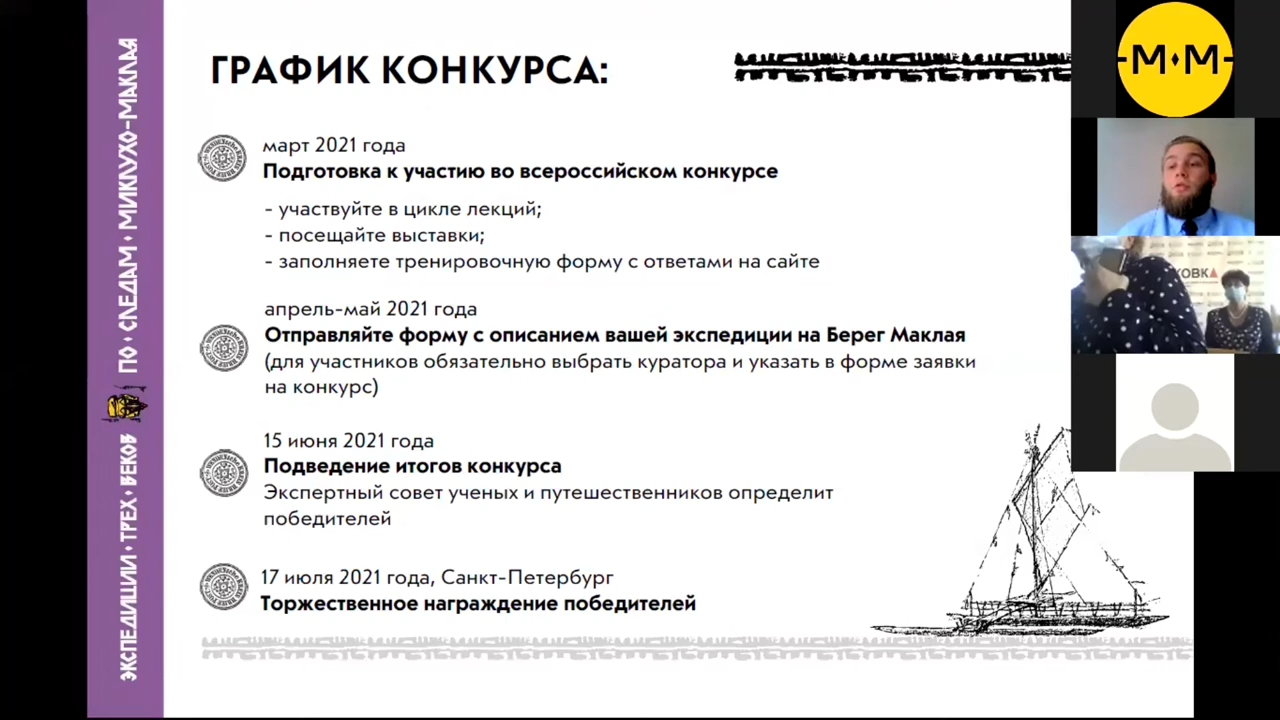 ЭКСПЕДИЦИИ ТРЕХ ВЕКОВ ПО СЛЕДАМ МИКЛУХО-МАКЛАЯ
ГРАФИК КОНКУРСА:
март 2021 года
Подготовка к участию во всероссийском конкурсе
- участвуйте в цикле лекций;
- посещайте выставки;
- заполняете тренировочную форму с ответами на сайте
апрель-май 2021 года
Отправляйте форму с описанием вашей экспедиции на Берег Маклая
(для участников обязательно выбрать куратора и указать в форме заявки
на конкурс)
15 июня 2021 года
Подведение итогов конкурса
Экспертный совет ученых и путешественников определит
победителей
17 июля 2021 года, Санкт-Петербург
Торжественное награждение победителей
-М·М-
ОВКА